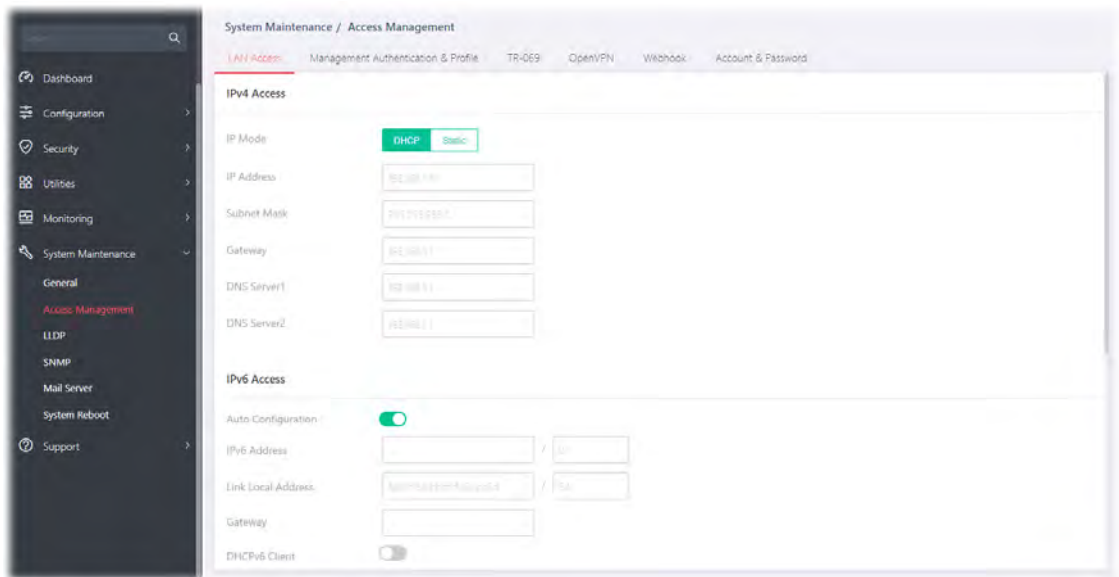 System Maintenance / Access Management
LAN Access Management Authentication & Profile TR-069 OpenVPN Webhook Account & Password
Dashboard
Configuration
Security
Utilities
Monitoring
System Maintenance
General
Access Management
LLDP
SNMP
Mail Server
System Reboot
Support
IPv4 Access
IP Mode DHCP Static
IP Address
Subnet Mask
Gateway
DNS Server1
DNS Server2
IPv6 Access
Auto Configuration
IPv6 Address /
Link Local Address / 64
Gateway
DHCPv6 Client